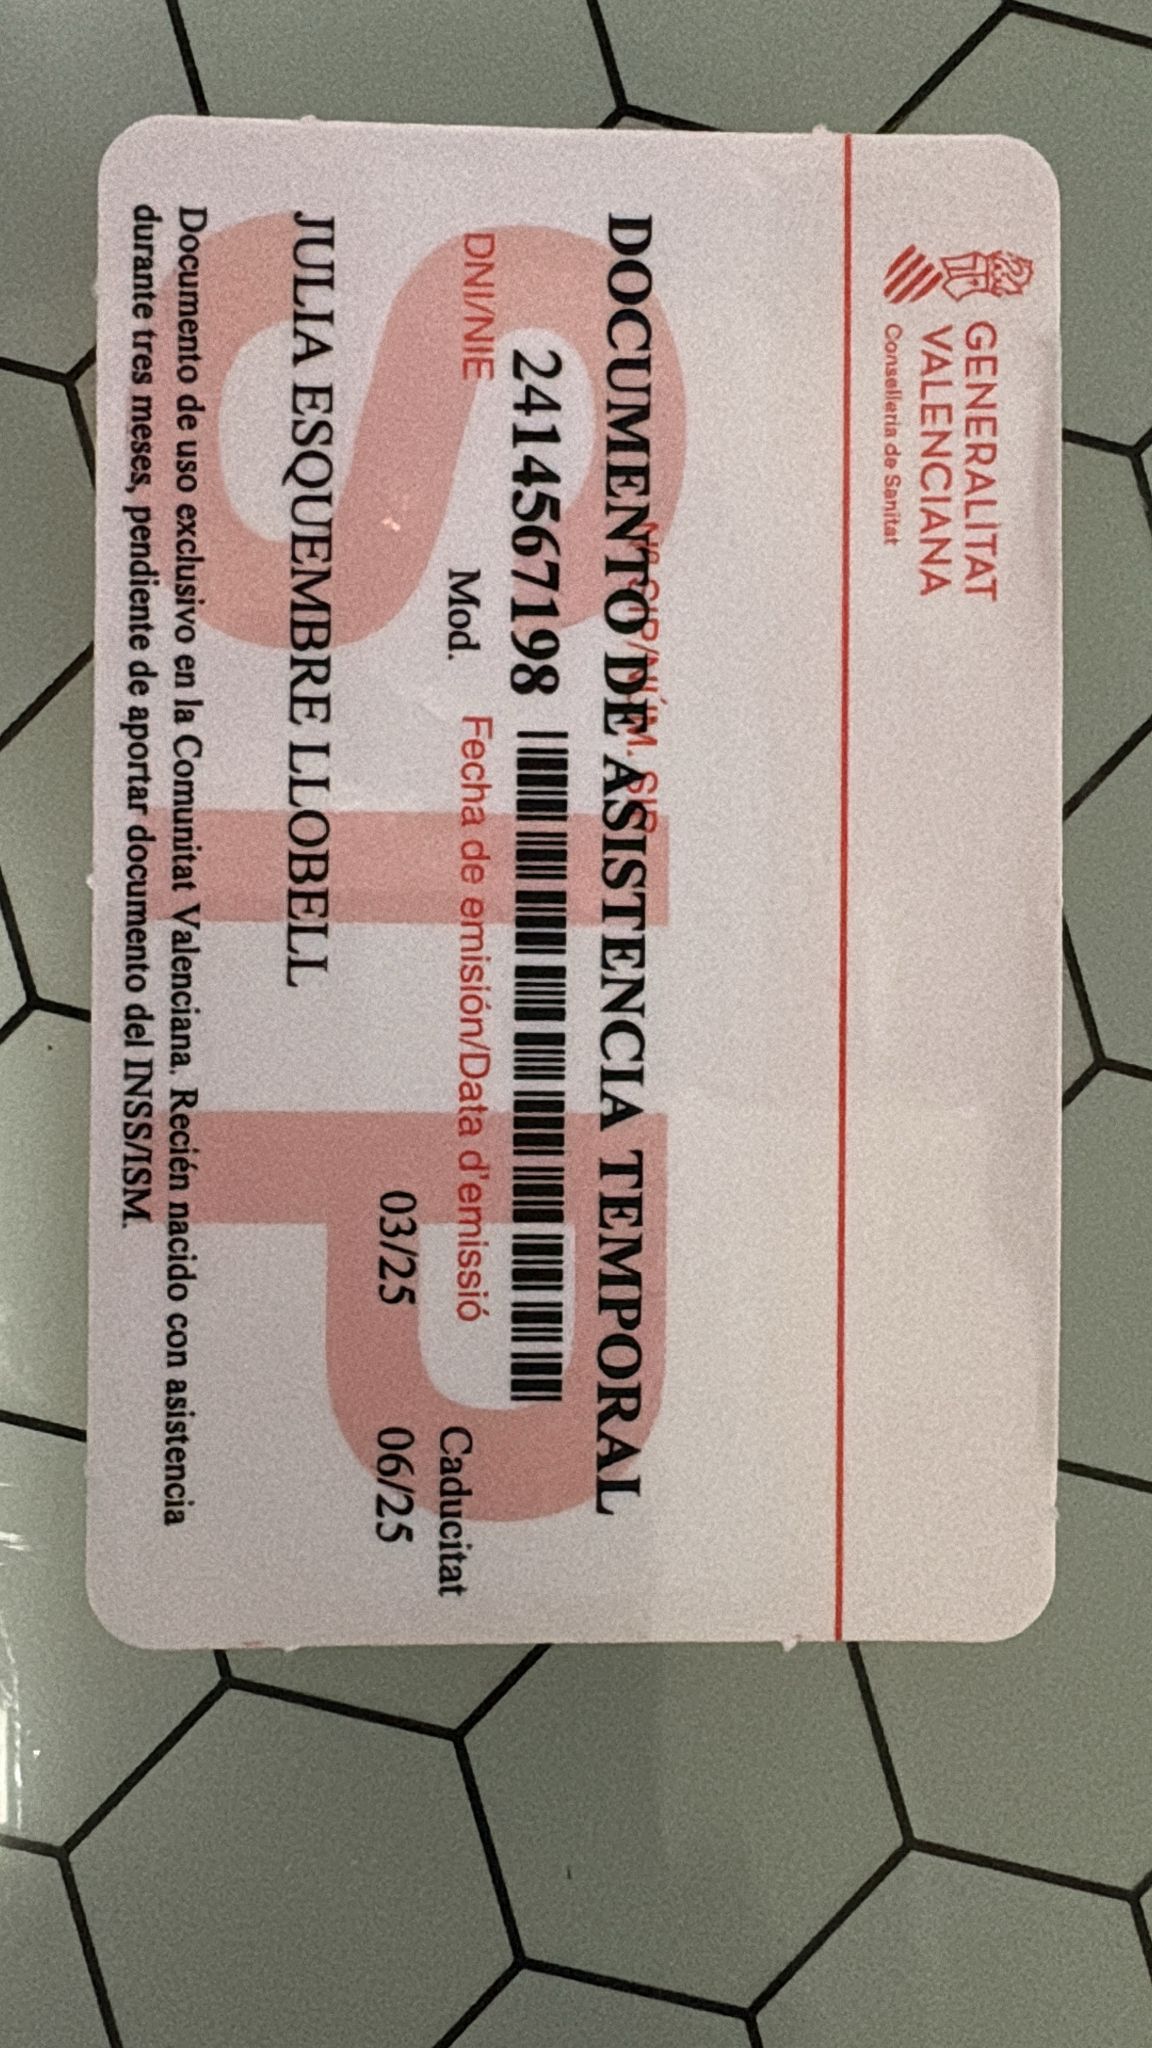 GENERALITAT
VALENCIANA
Conselleria de Sanitat
Nº SIP/NÚM. SIP
DOCUMENTO DE ASISTENCIA TEMPORAL
24145567198
DNI/NIE
Mod.
Fecha de emisión/Data d'emissió
Caducitat
03/25
06/25
JULIA ESQUEMBRE LLOBELL
Documento de uso exclusivo en la Comunitat Valenciana. Recién nacido con asistencia
durante tres meses, pendiente de aportar documento del INSS/ISM.
SIP